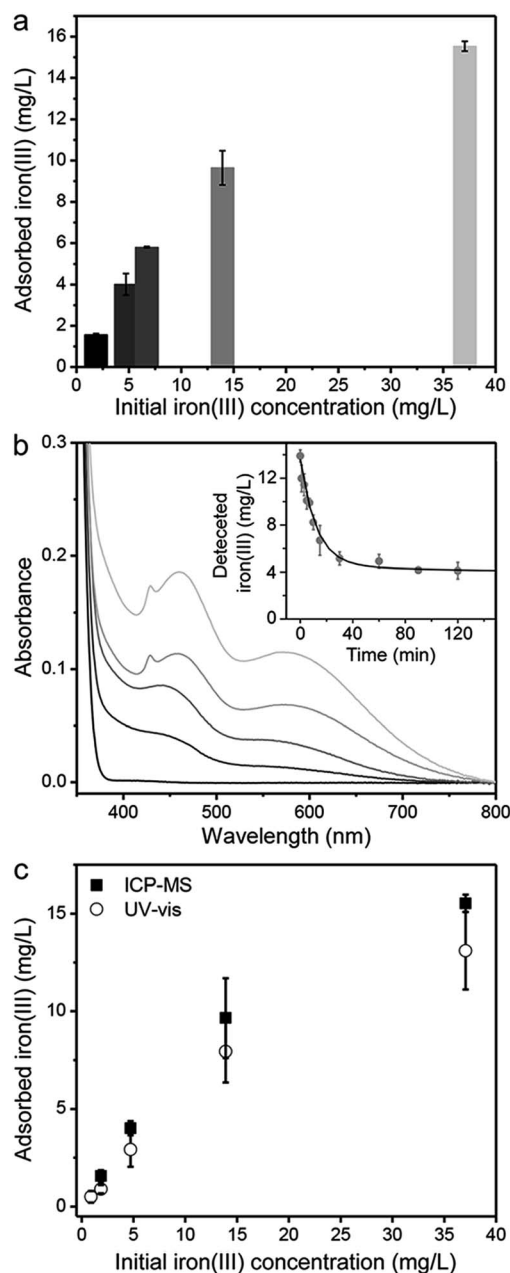 a
16
14
12
10
8
6
4
2
0
Adsorbed iron(III) (mg/L)
0 5 10 15 20 25 30 35 40
Initial iron(III) concentration (mg/L)
b
0.3
0.2
0.1
0.0
Absorbance
400 500 600 700 800
Wavelength (nm)
Deteceted
iron(III) (mg/L)
12
8
4
0
0 40 80 120
Time (min)
c
ICP-MS
UV-vis
15
10
5
0
Adsorbed iron(III) (mg/L)
0 5 10 15 20 25 30 35 40
Initial iron(III) concentration (mg/L)